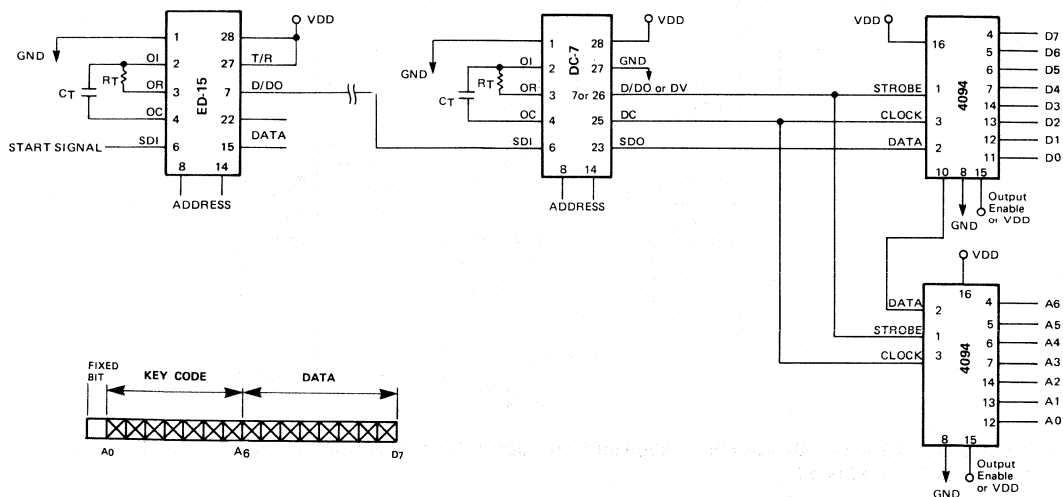 VDD
GND
1
28
OI
2
27
T/R
RT
CT
OR
3
7
D/DO
OC
4
22
DATA
START SIGNAL
SDI
6
15
8
14
ED-15
ADDRESS
VDD
GND
1
28
OI
2
27
GND
RT
CT
OR
3
7 or 26
D/DO or DV
OC
4
25
DC
SDI
6
23
SDO
8
14
DC-7
ADDRESS
VDD
16
4
D7
5
D6
6
D5
STROBE
1
7
D4
14
D3
CLOCK
3
13
D2
DATA
2
12
D1
11
D0
10
8
15
4094
GND
Output
Enable
or VDD
VDD
16
DATA
2
4
A6
STROBE
1
5
A5
CLOCK
3
6
A4
7
A3
14
A2
13
A1
12
A0
8
15
4094
GND
Output
Enable
or VDD
FIXED
BIT
KEY CODE
DATA
A0
A6
D7